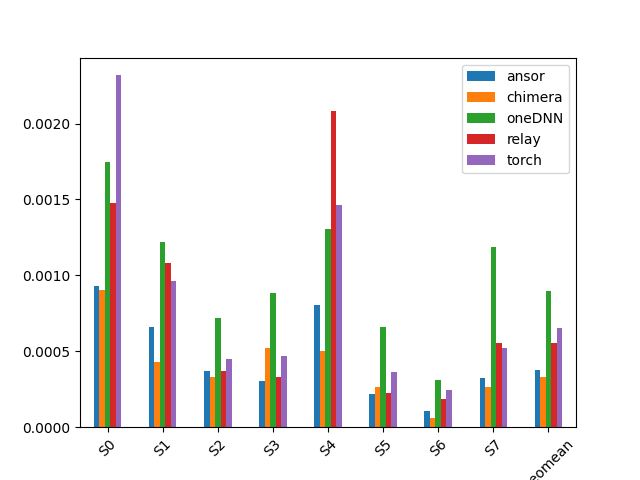 0.0020
0.0015
0.0010
0.0005
0.0000
ansor
chimera
oneDNN
relay
torch
S0 S1 S2 S3 S4 S5 S6 S7 eomean